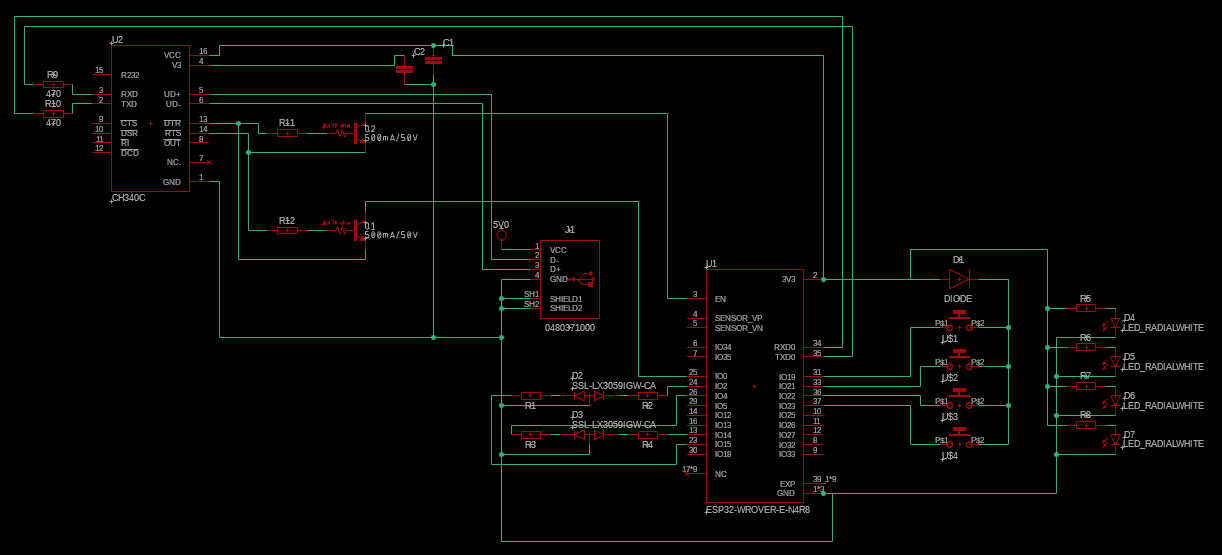 U2
VCC 16
V3 4
15 R232
3 RXD
2 TXD
UD+ 5
UD- 6
9 CTS
10 DSR
11 RI
12 DCD
DTR 13
RTS 14
OUT 8
NC. 7
GND 1
CH340C
R9
470
R10
470
C2
C1
R11
500mA/50V
R12
500mA/50V
5V0
J1
1 VCC
2 D-
3 D+
4 GND
SH1 SHIELD1
SH2 SHIELD2
0480371000
U1
3V3 2
3 EN
4 SENSOR_VP
5 SENSOR_VN
6 IO34
7 IO35
RXD0 34
TXD0 35
25 IO0
24 IO2
26 IO4
29 IO5
14 IO12
16 IO13
13 IO14
23 IO15
30 IO18
17*9 NC
IO19 31
IO21 33
IO22 36
IO23 37
IO25 10
IO26 11
IO27 12
IO32 8
IO33 9
EXP 39_1*9
GND 1*3
ESP32-WROVER-E-N4R8
D2
SSL-LX3059IGW-CA
R1
R2
D3
SSL-LX3059IGW-CA
R3
R4
D1
DIODE
P$1 P$2
U$1
P$1 P$2
U$2
P$1 P$2
U$3
P$1 P$2
U$4
R5
D4
LED_RADIALWHITE
R6
D5
LED_RADIALWHITE
R7
D6
LED_RADIALWHITE
R8
D7
LED_RADIALWHITE